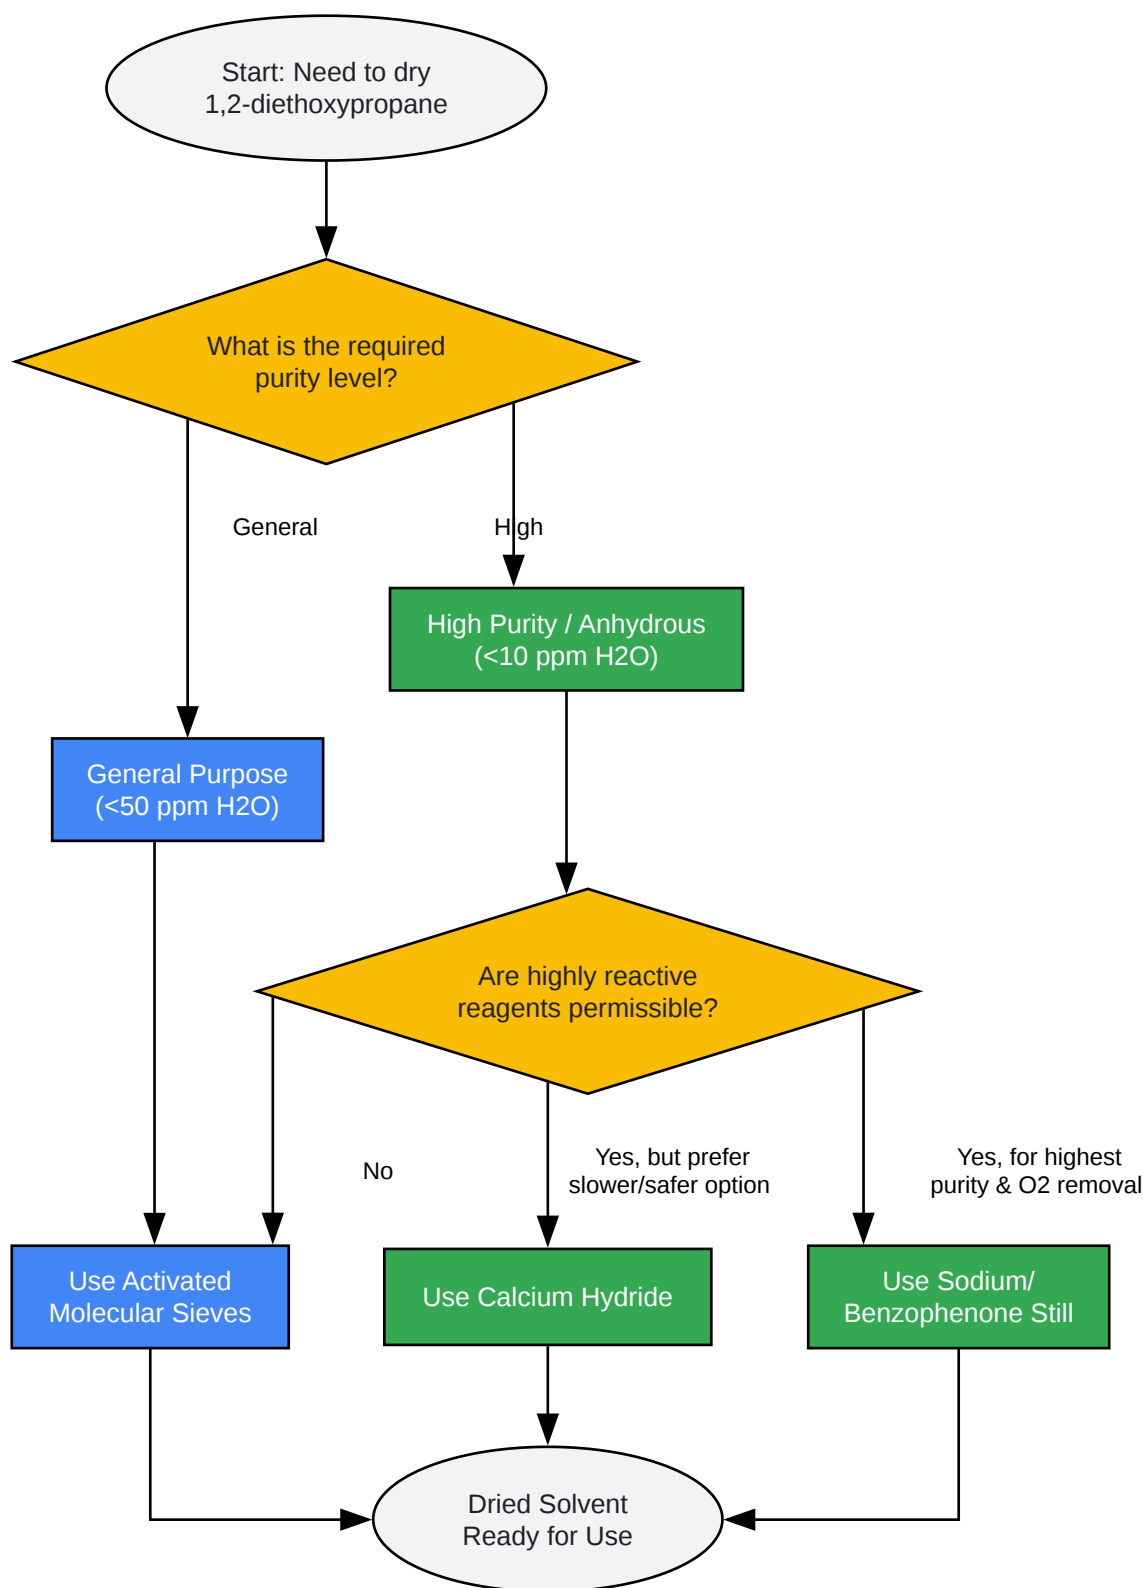 Start: Need to dry
1,2-diethoxypropane
What is the required
purity level?
General
High
High Purity / Anhydrous
(<10 ppm H2O)
General Purpose
(<50 ppm H2O)
Are highly reactive
reagents permissible?
No
Yes, but prefer
slower/safer option
Yes, for highest
purity & O2 removal
Use Activated
Molecular Sieves
Use Calcium Hydride
Use Sodium/
Benzophenone Still
Dried Solvent
Ready for Use